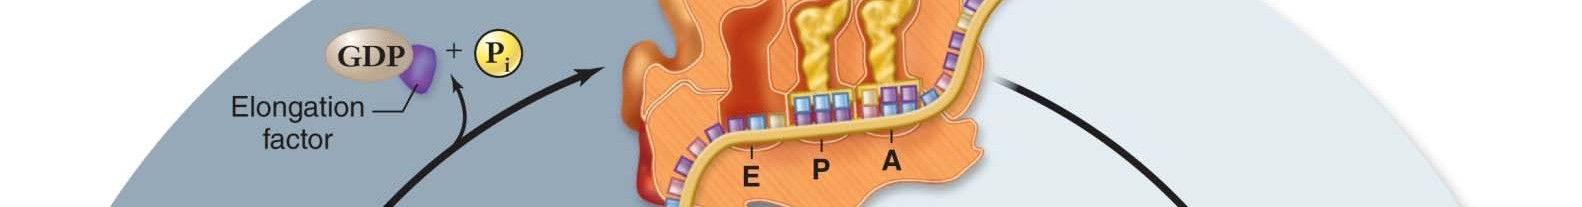 GDP + Pi
Elongation
factor
E P A